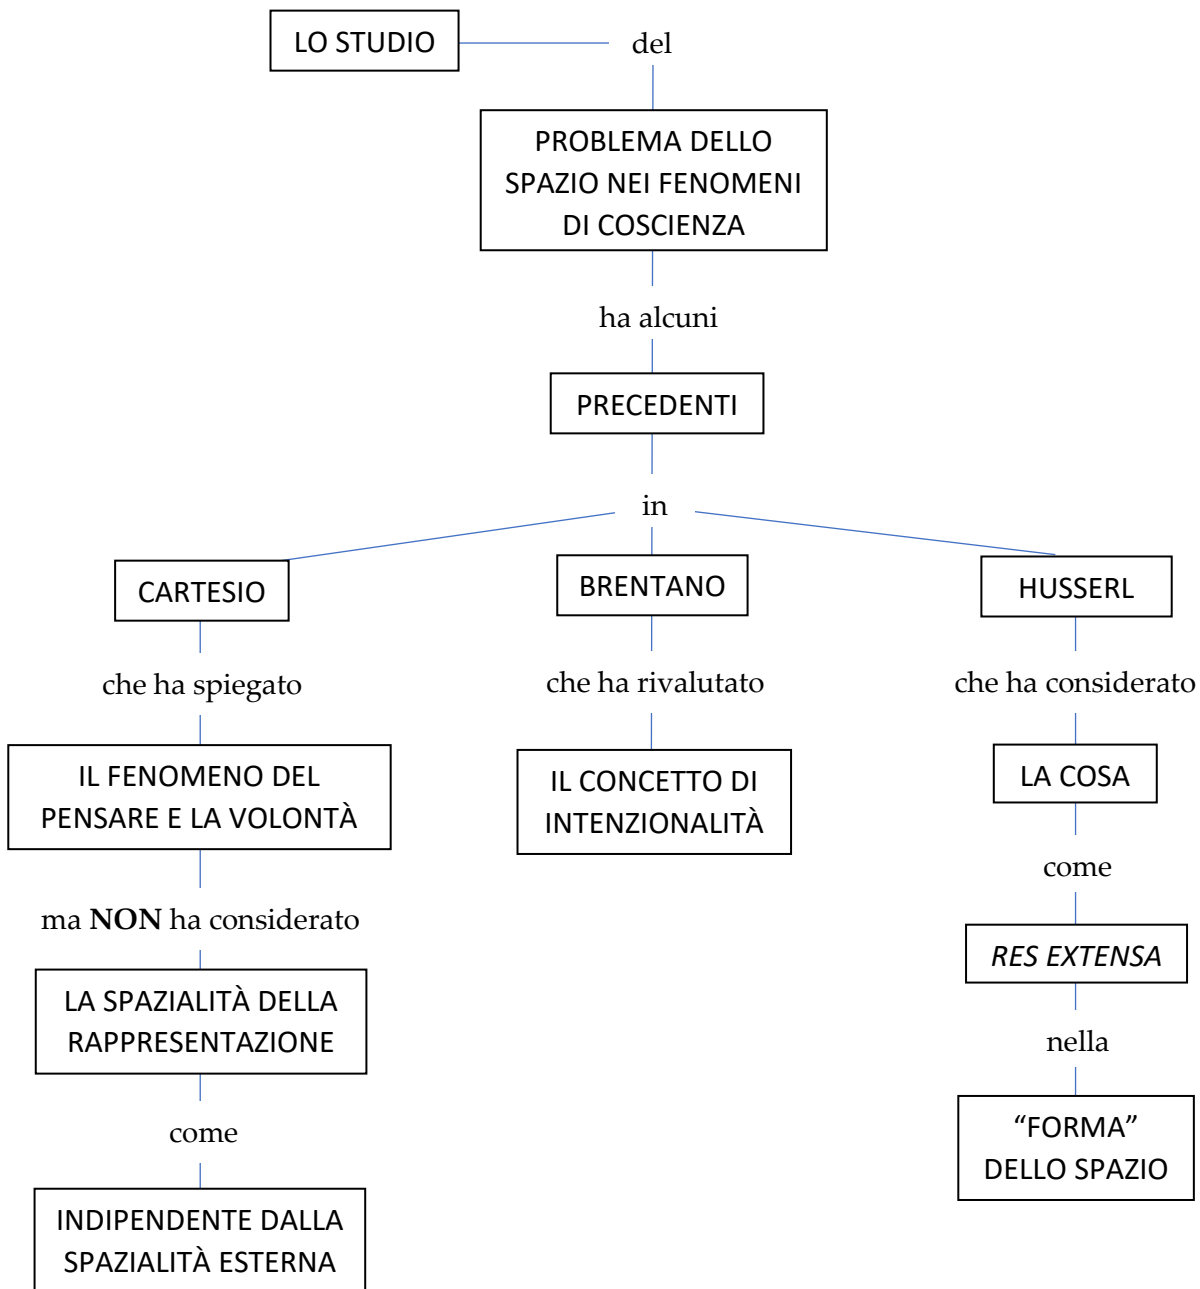 LO STUDIO
del
PROBLEMA DELLO
SPAZIO NEI FENOMENI
DI COSCIENZA
ha alcuni
PRECEDENTI
in
CARTESIO
che ha spiegato
IL FENOMENO DEL
PENSARE E LA VOLONTÀ
ma NON ha considerato
LA SPAZIALITÀ DELLA
RAPPRESENTAZIONE
come
INDIPENDENTE DALLA
SPAZIALITÀ ESTERNA
BRENTANO
che ha rivalutato
IL CONCETTO DI
INTENZIONALITÀ
HUSSERL
che ha considerato
LA COSA
come
RES EXTENSA
nella
“FORMA”
DELLO SPAZIO